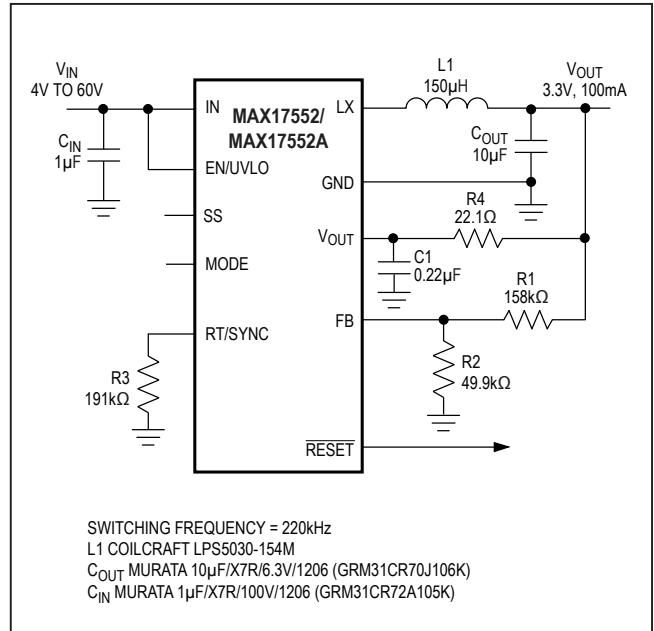 VIN
4V TO 60V
CIN
1µF
IN
EN/UVLO
SS
MODE
RT/SYNC
R3
191kΩ
MAX17552/
MAX17552A
LX
GND
VOUT
FB
RESET
L1
150µH
VOUT
3.3V, 100mA
COUT
10µF
R4
22.1Ω
C1
0.22µF
R1
158kΩ
R2
49.9kΩ
SWITCHING FREQUENCY = 220kHz
L1 COILCRAFT LPS5030-154M
COUT MURATA 10µF/X7R/6.3V/1206 (GRM31CR70J106K)
CIN MURATA 1µF/X7R/100V/1206 (GRM31CR72A105K)